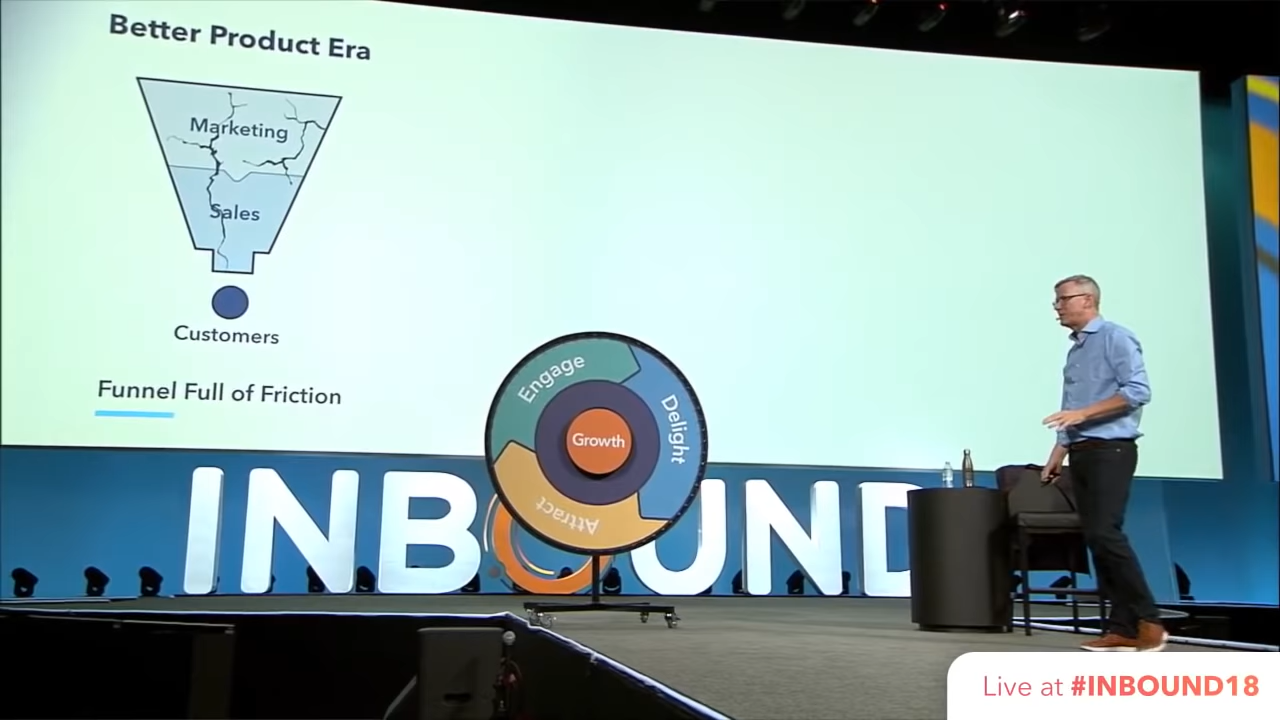 Better Product Era
Marketing
Sales
Customers
Funnel Full of Friction
Engage
Delight
Growth
Attract
INBOUND
Live at #INBOUND18